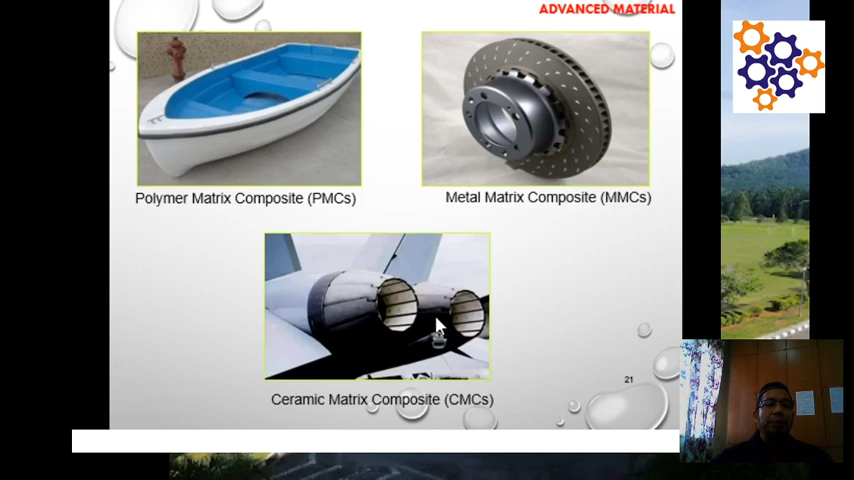 ADVANCED MATERIAL
Polymer Matrix Composite (PMCs)
Metal Matrix Composite (MMCs)
Ceramic Matrix Composite (CMCs)
21